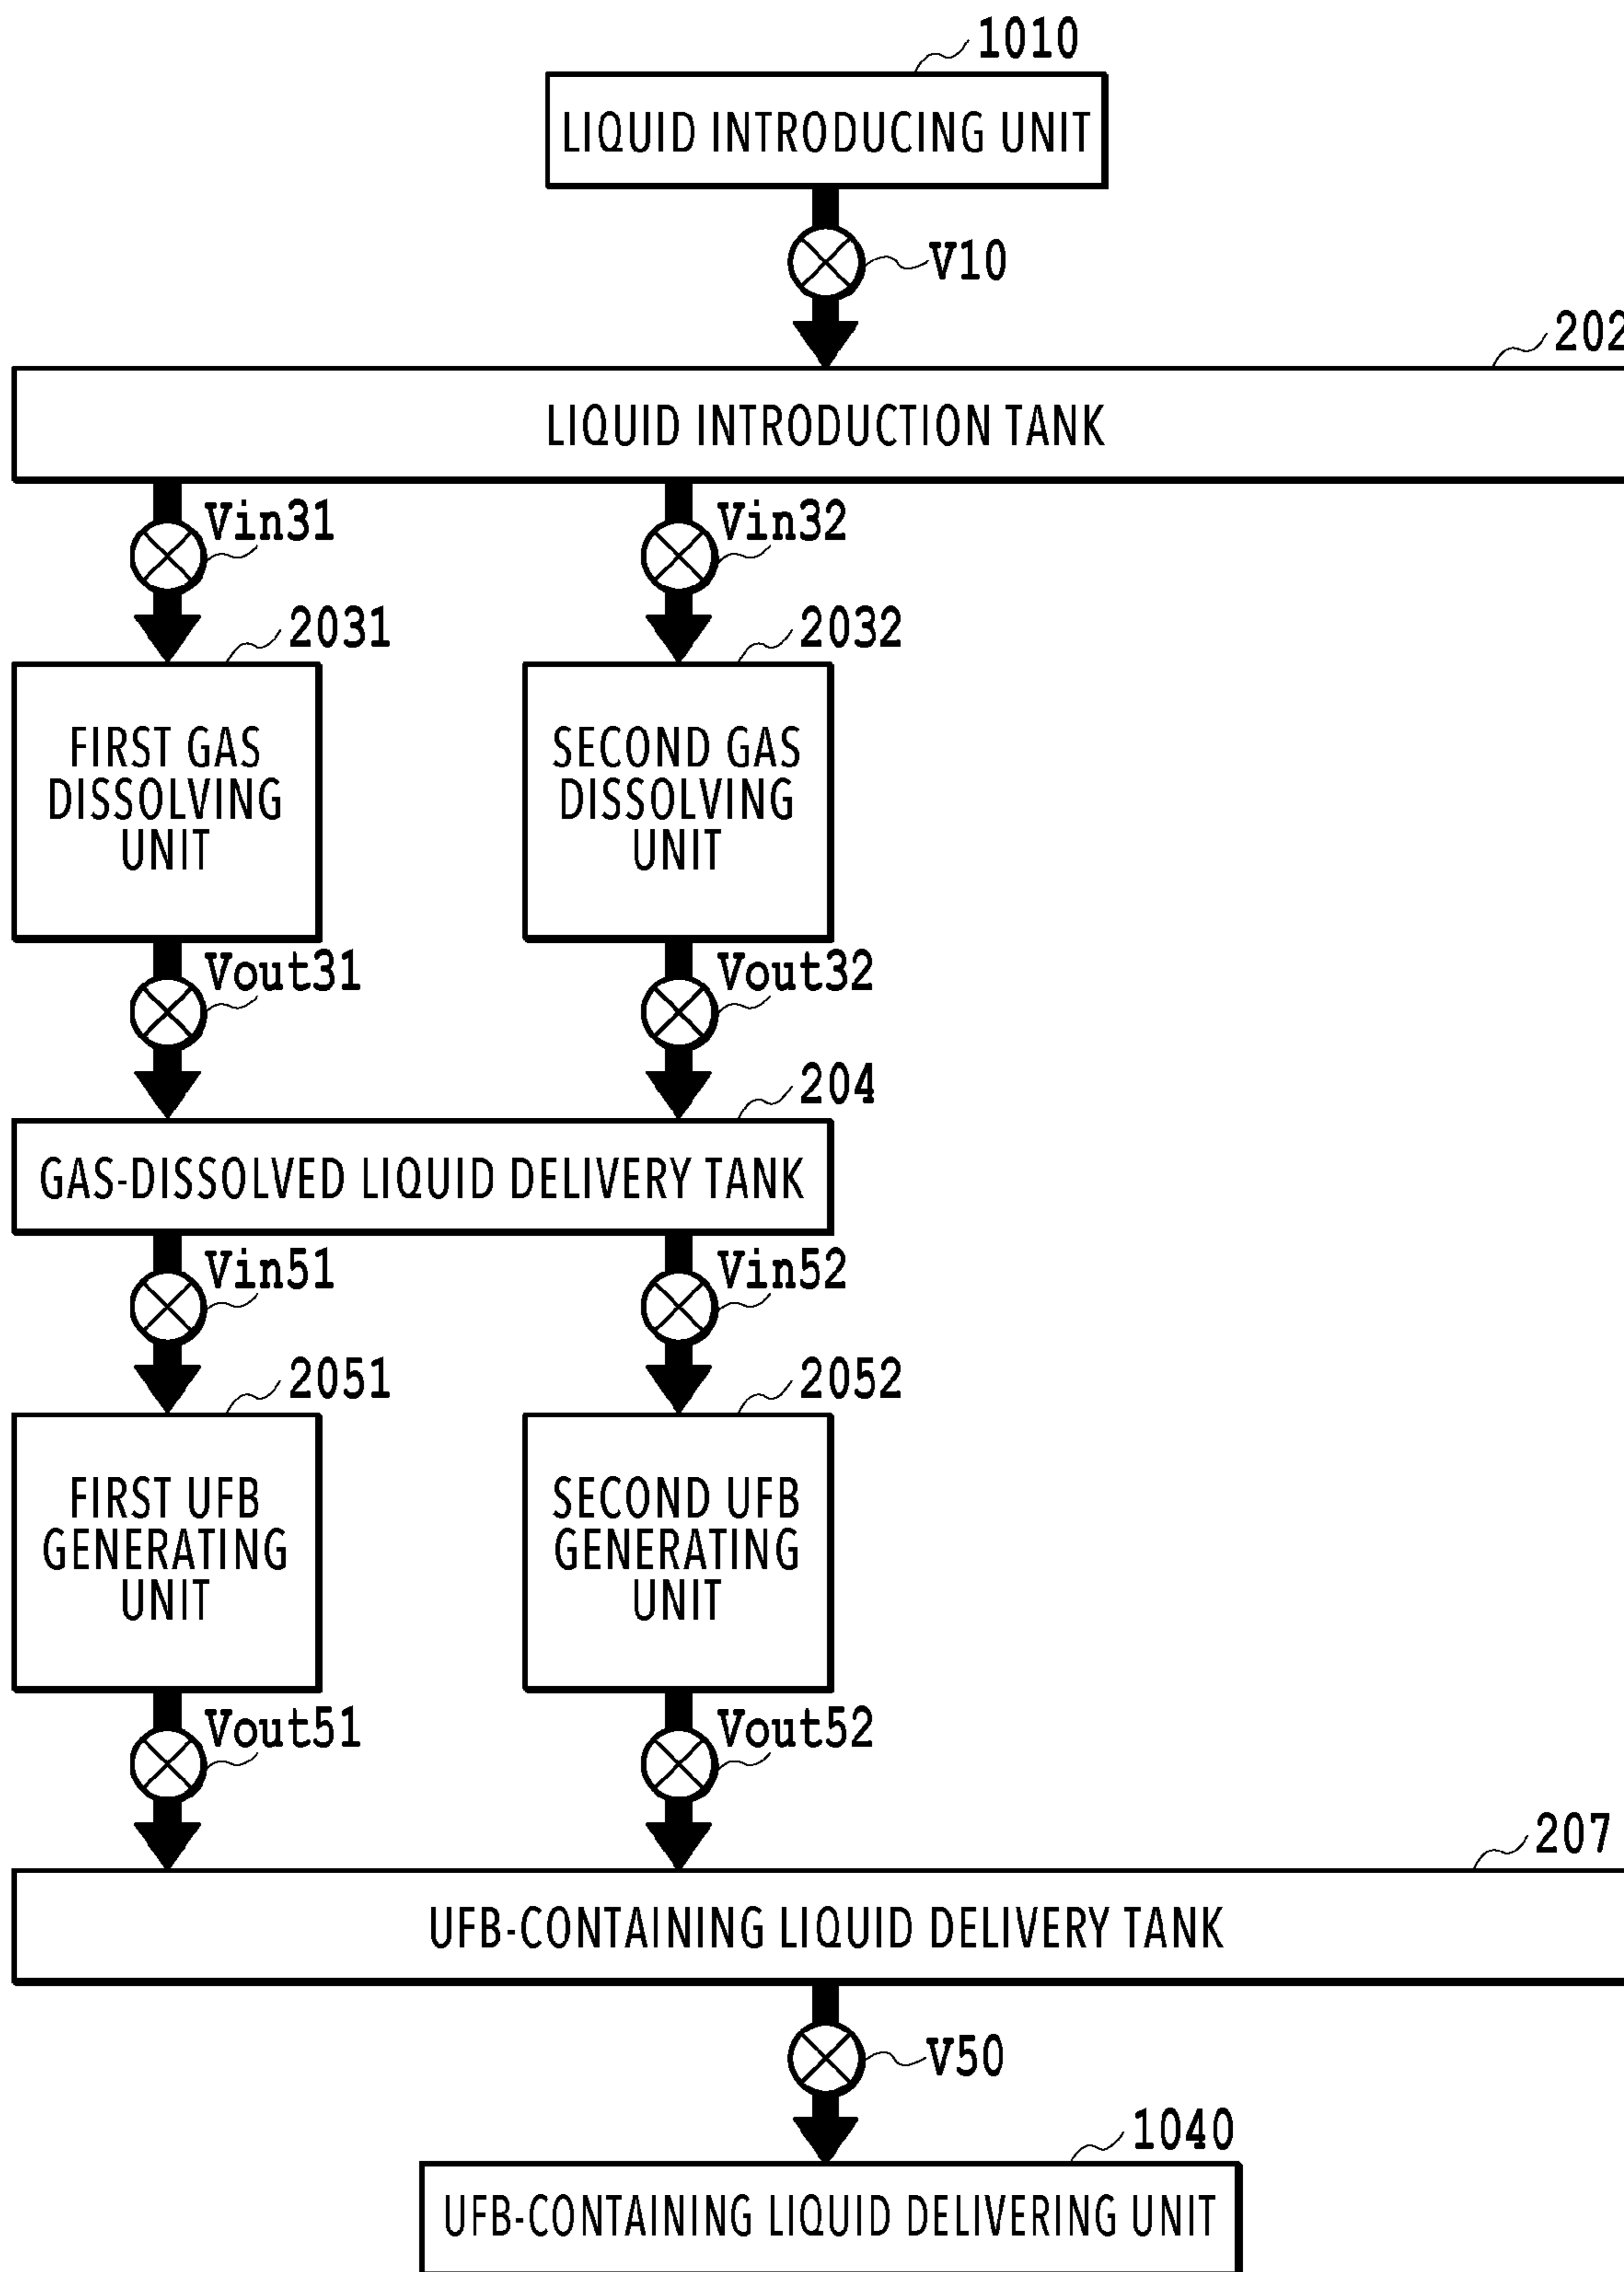 1010
LIQUID INTRODUCING UNIT
V10
202
LIQUID INTRODUCTION TANK
Vin31
Vin32
2031
2032
FIRST GAS
DISSOLVING
UNIT
SECOND GAS
DISSOLVING
UNIT
Vout31
Vout32
204
GAS-DISSOLVED LIQUID DELIVERY TANK
Vin51
Vin52
2051
2052
FIRST UFB
GENERATING
UNIT
SECOND UFB
GENERATING
UNIT
Vout51
Vout52
207
UFB-CONTAINING LIQUID DELIVERY TANK
V50
1040
UFB-CONTAINING LIQUID DELIVERING UNIT